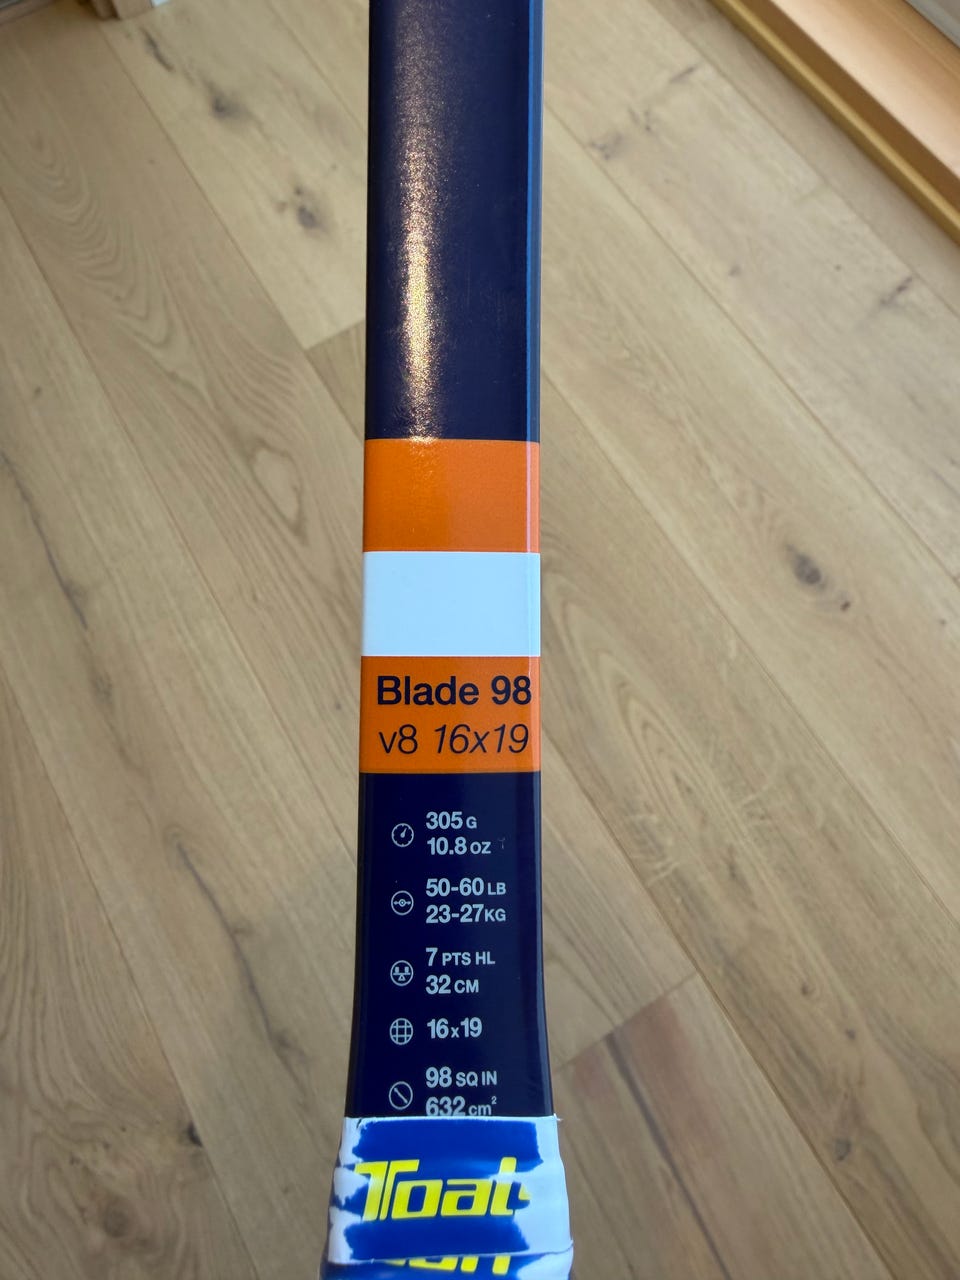 Blade 98
v8 16x19
305 G
10.8 OZ
50-60 LB
23-27 KG
7 PTS HL
32 CM
16x19
98 SQ IN
632 cm²